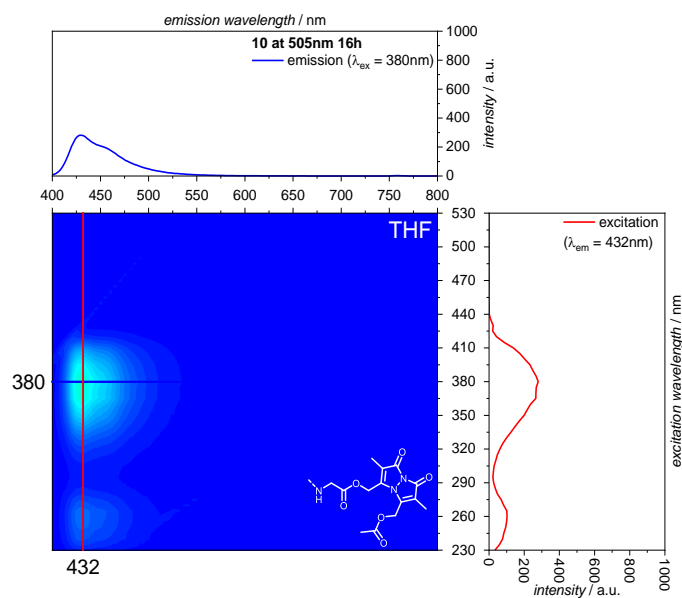 emission wavelength / nm
10 at 505nm 16h
emission (λex = 380nm)
1000
800
600
400
200
0
intensity / a.u.
400 450 500 550 600 650 700 750 800
THF
380
432
530
500
470
440
410
380
350
320
290
260
230
excitation wavelength / nm
excitation
(λem = 432nm)
0 200 400 600 800 1000
intensity / a.u.
O
N
O
N
O
O
N
H
O
O